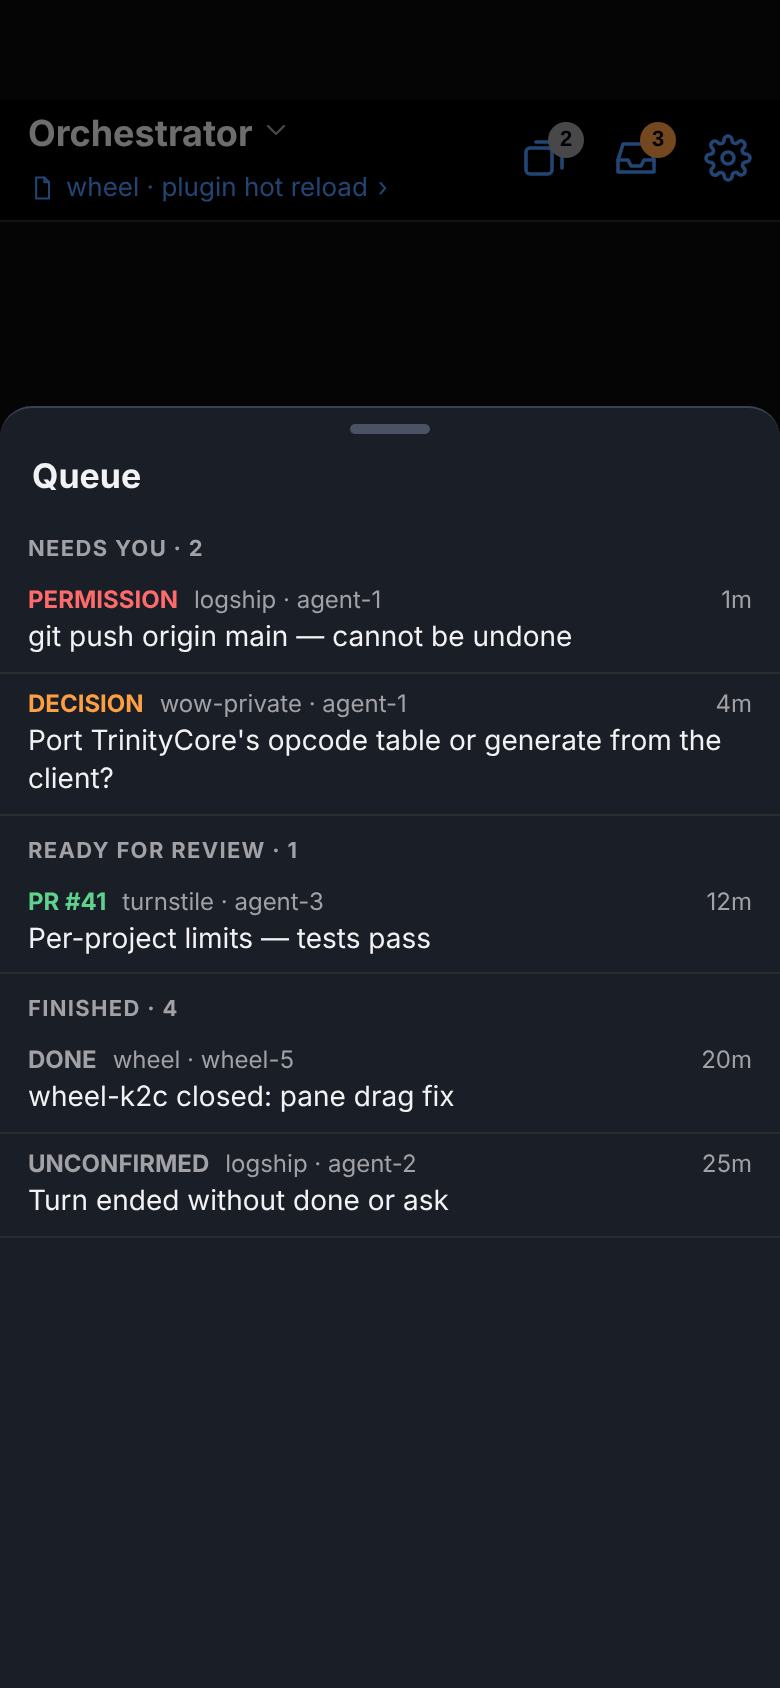 Orchestrator
2
3
wheel · plugin hot reload ›
Queue
NEEDS YOU · 2
PERMISSION logship · agent-1 1m
git push origin main — cannot be undone
DECISION wow-private · agent-1 4m
Port TrinityCore's opcode table or generate from the
client?
READY FOR REVIEW · 1
PR #41 turnstile · agent-3 12m
Per-project limits — tests pass
FINISHED · 4
DONE wheel · wheel-5 20m
wheel-k2c closed: pane drag fix
UNCONFIRMED logship · agent-2 25m
Turn ended without done or ask